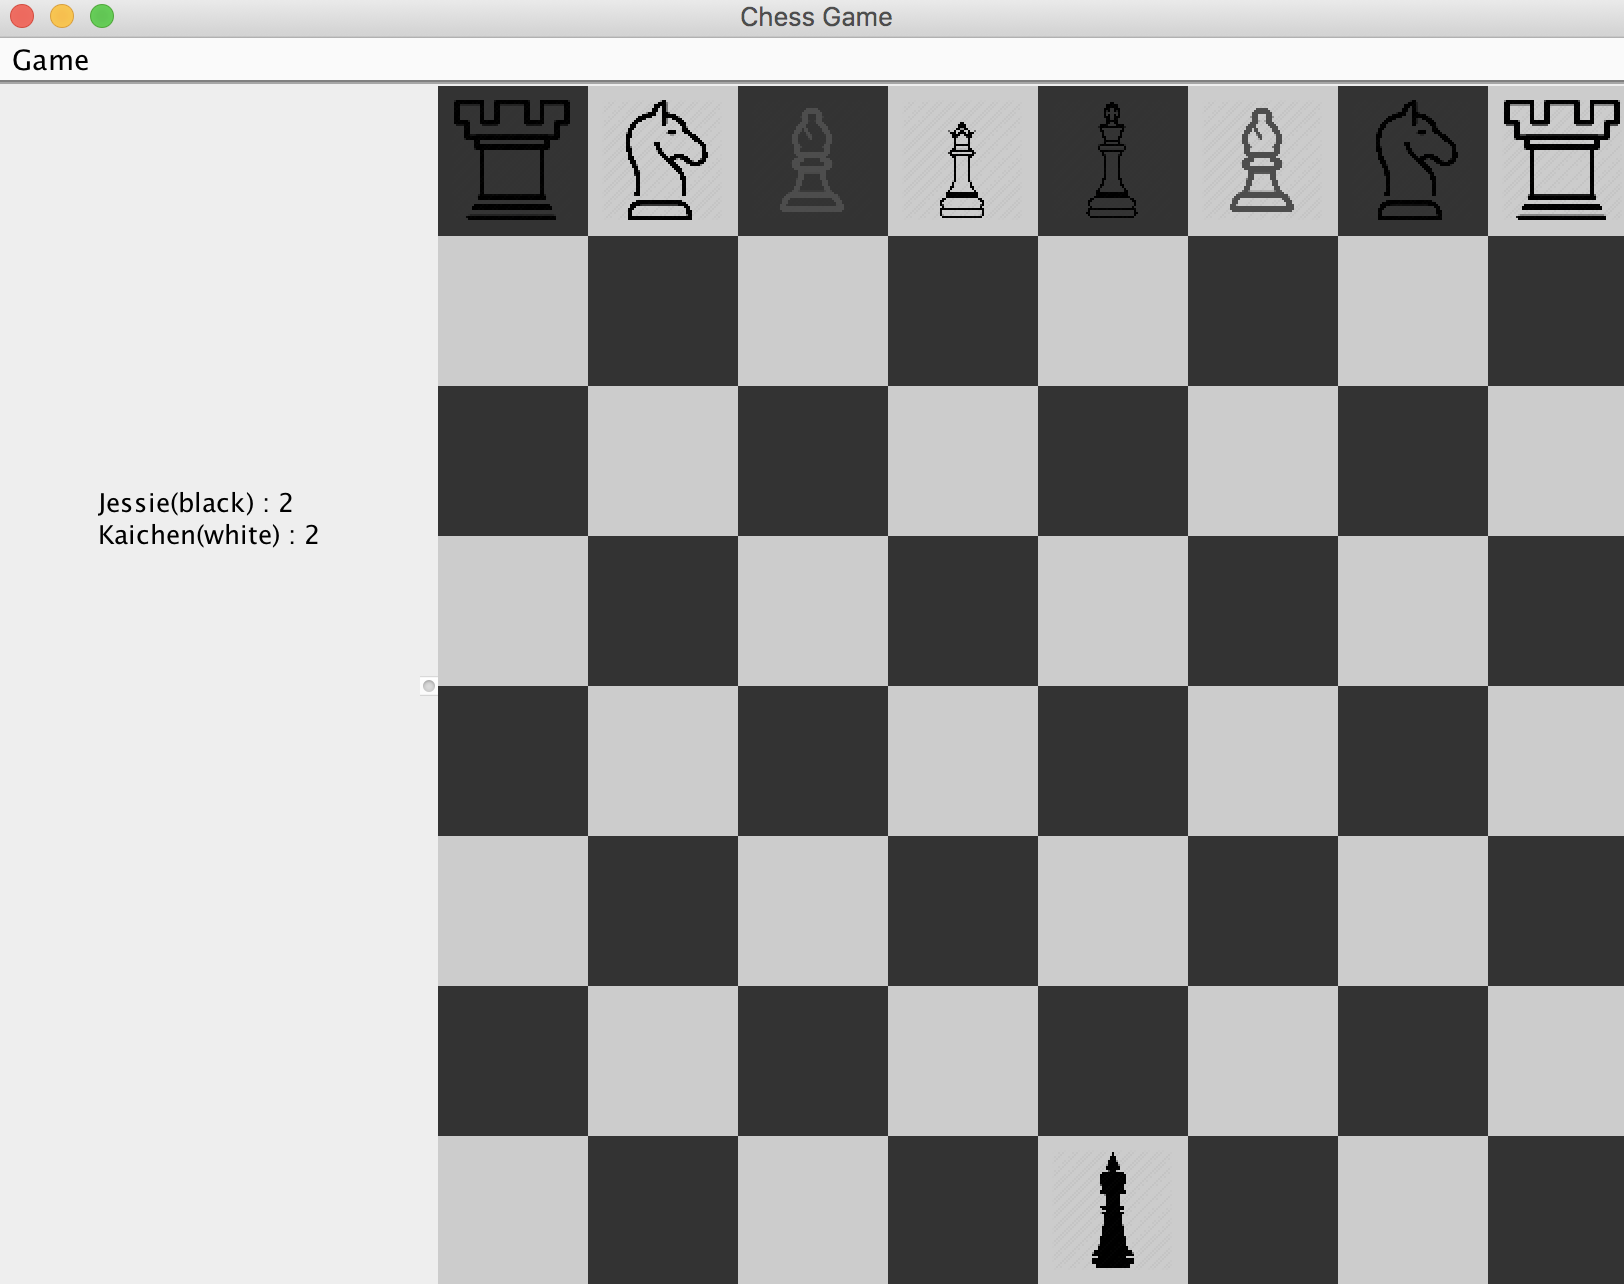 Chess Game
Game
Jessie(black) : 2
Kaichen(white) : 2